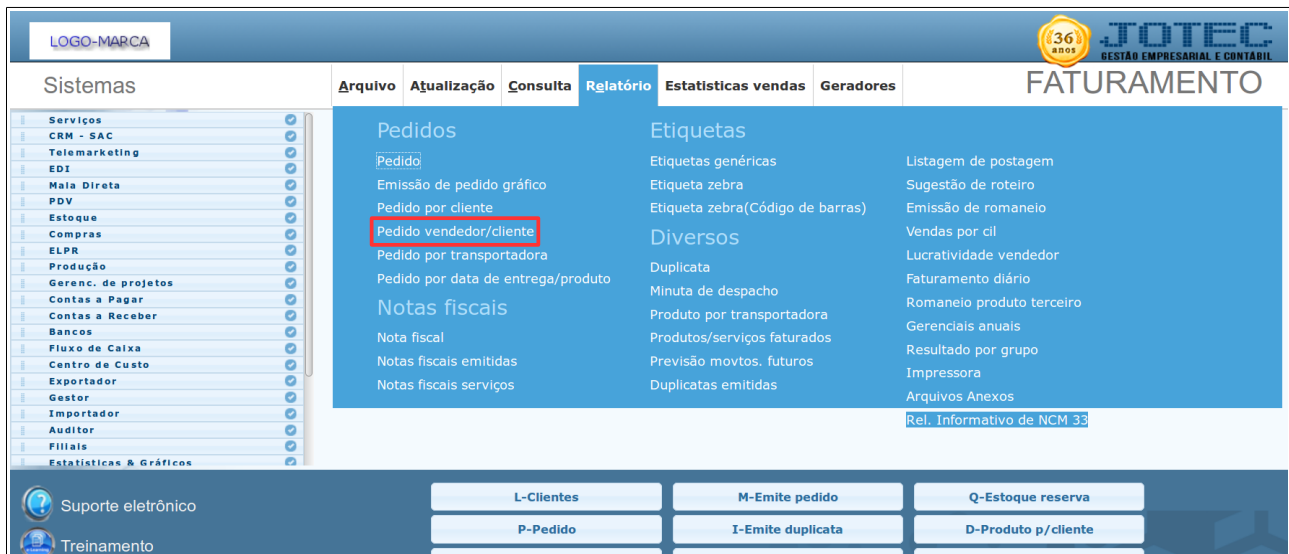 LOGO-MARCA
36
anos
JOTEC
GESTÃO EMPRESARIAL E CONTÁBIL
Sistemas
Arquivo Atualização Consulta Relatório Estatisticas vendas Geradores
FATURAMENTO
Serviços
CRM - SAC
Telemarketing
EDI
Mala Direta
PDV
Estoque
Compras
ELPR
Produção
Gerenc. de projetos
Contas a Pagar
Contas a Receber
Bancos
Fluxo de Caixa
Centro de Custo
Exportador
Gestor
Importador
Auditor
Filiais
Estatísticas & Gráficos
Pedidos
Pedido
Emissão de pedido gráfico
Pedido por cliente
Pedido vendedor/cliente
Pedido por transportadora
Pedido por data de entrega/produto
Notas fiscais
Nota fiscal
Notas fiscais emitidas
Notas fiscais serviços
Etiquetas
Etiquetas genéricas
Etiqueta zebra
Etiqueta zebra(Código de barras)
Diversos
Duplicata
Minuta de despacho
Produto por transportadora
Produtos/serviços faturados
Previsão movtos. futuros
Duplicatas emitidas
Listagem de postagem
Sugestão de roteiro
Emissão de romaneio
Vendas por cil
Lucratividade vendedor
Faturamento diário
Romaneio produto terceiro
Gerenciais anuais
Resultado por grupo
Impressora
Arquivos Anexos
Rel. Informativo de NCM 33
Suporte eletrônico
Treinamento
L-Clientes M-Emite pedido Q-Estoque reserva
P-Pedido I-Emite duplicata D-Produto p/cliente